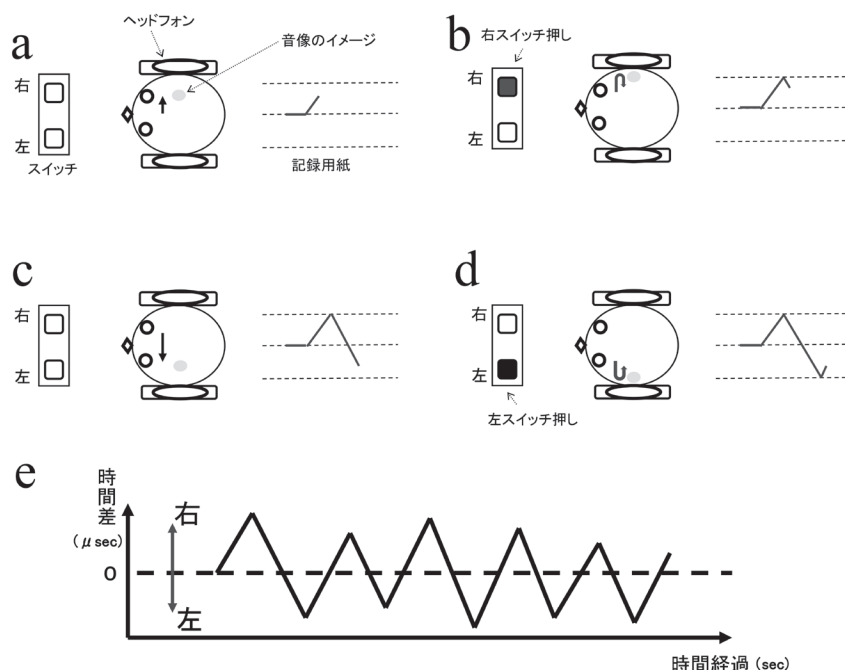 a
ヘッドフォン
音像のイメージ
右
左
スイッチ
記録用紙
b
右スイッチ押し
右
左
c
右
左
d
右
左
左スイッチ押し
e
時間差
(μsec)
右
0
左
時間経過(sec)